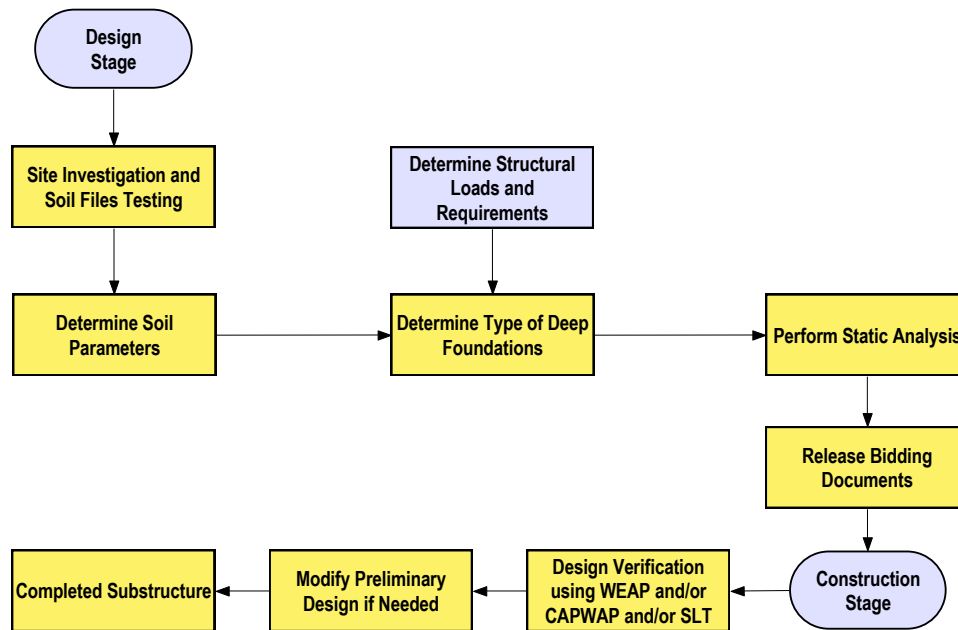 Design
Stage
Site Investigation and
Soil Files Testing
Determine Structural
Loads and
Requirements
Determine Soil
Parameters
Determine Type of Deep
Foundations
Perform Static Analysis
Release Bidding
Documents
Construction
Stage
Design Verification
using WEAP and/or
CAPWAP and/or SLT
Modify Preliminary
Design if Needed
Completed Substructure